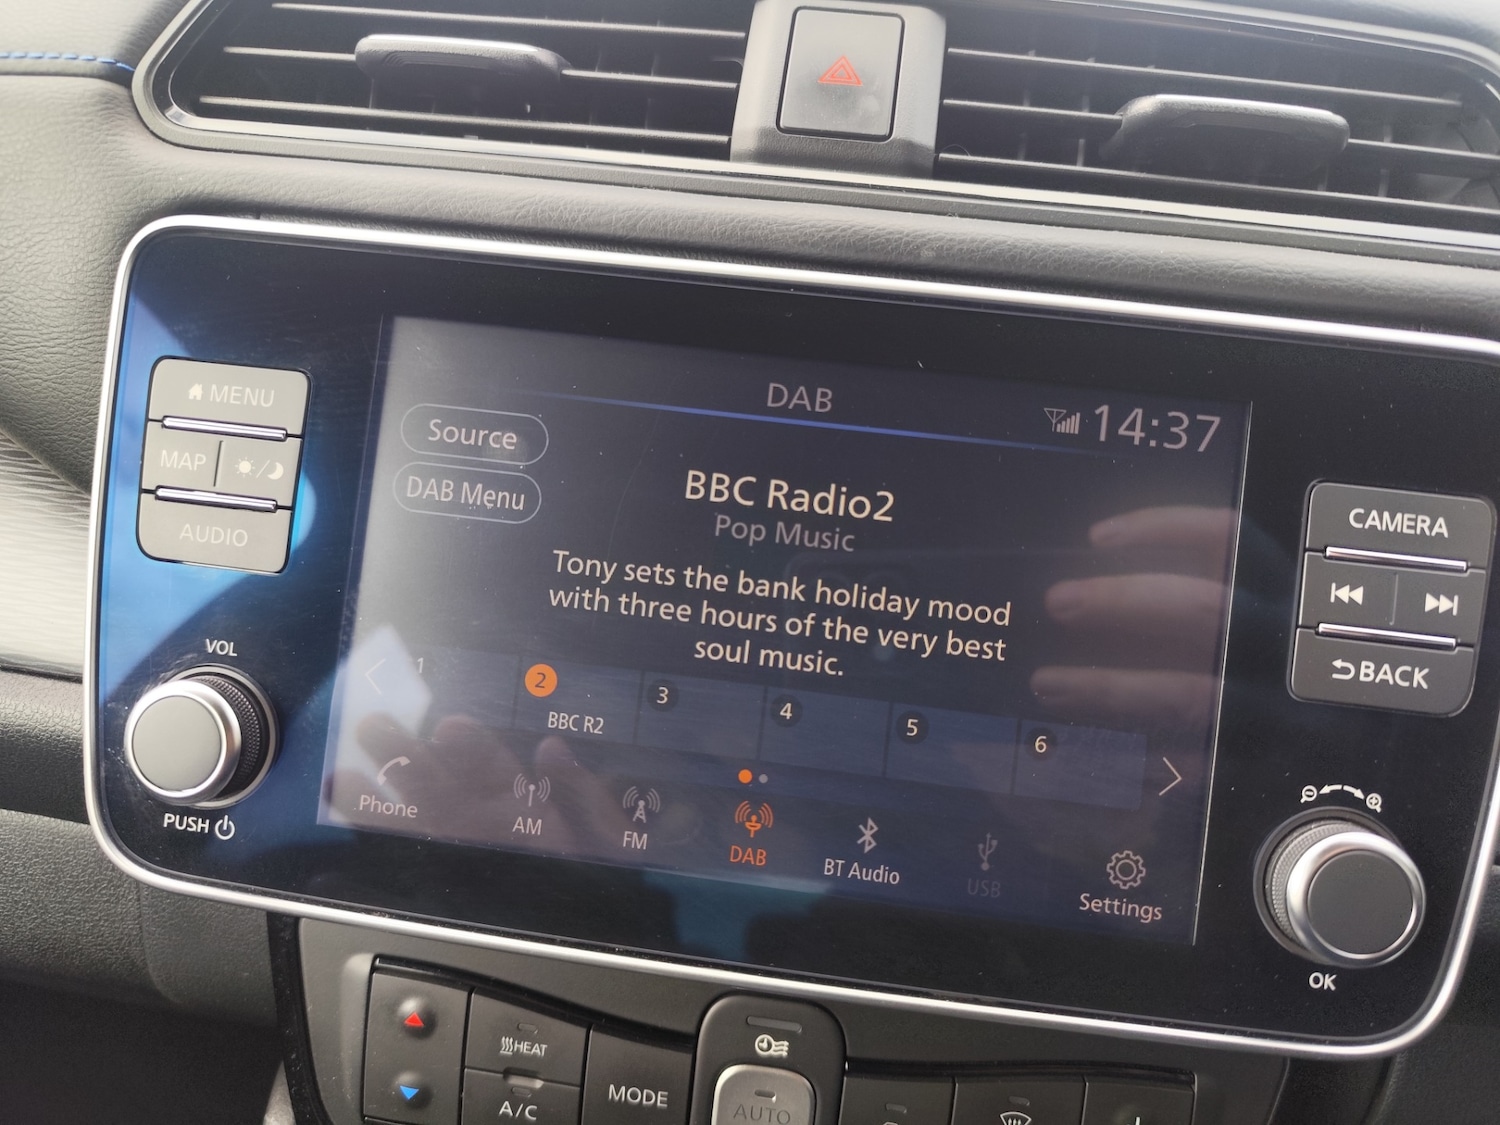 MENU
MAP
AUDIO
VOL
PUSH
DAB
14:37
Source
DAB Menu
BBC Radio2
Pop Music
Tony sets the bank holiday mood
with three hours of the very best
soul music.
1
2
3
4
5
6
BBC R2
Phone
AM
FM
DAB
BT Audio
USB
Settings
CAMERA
BACK
OK
HEAT
A/C
MODE
AUTO